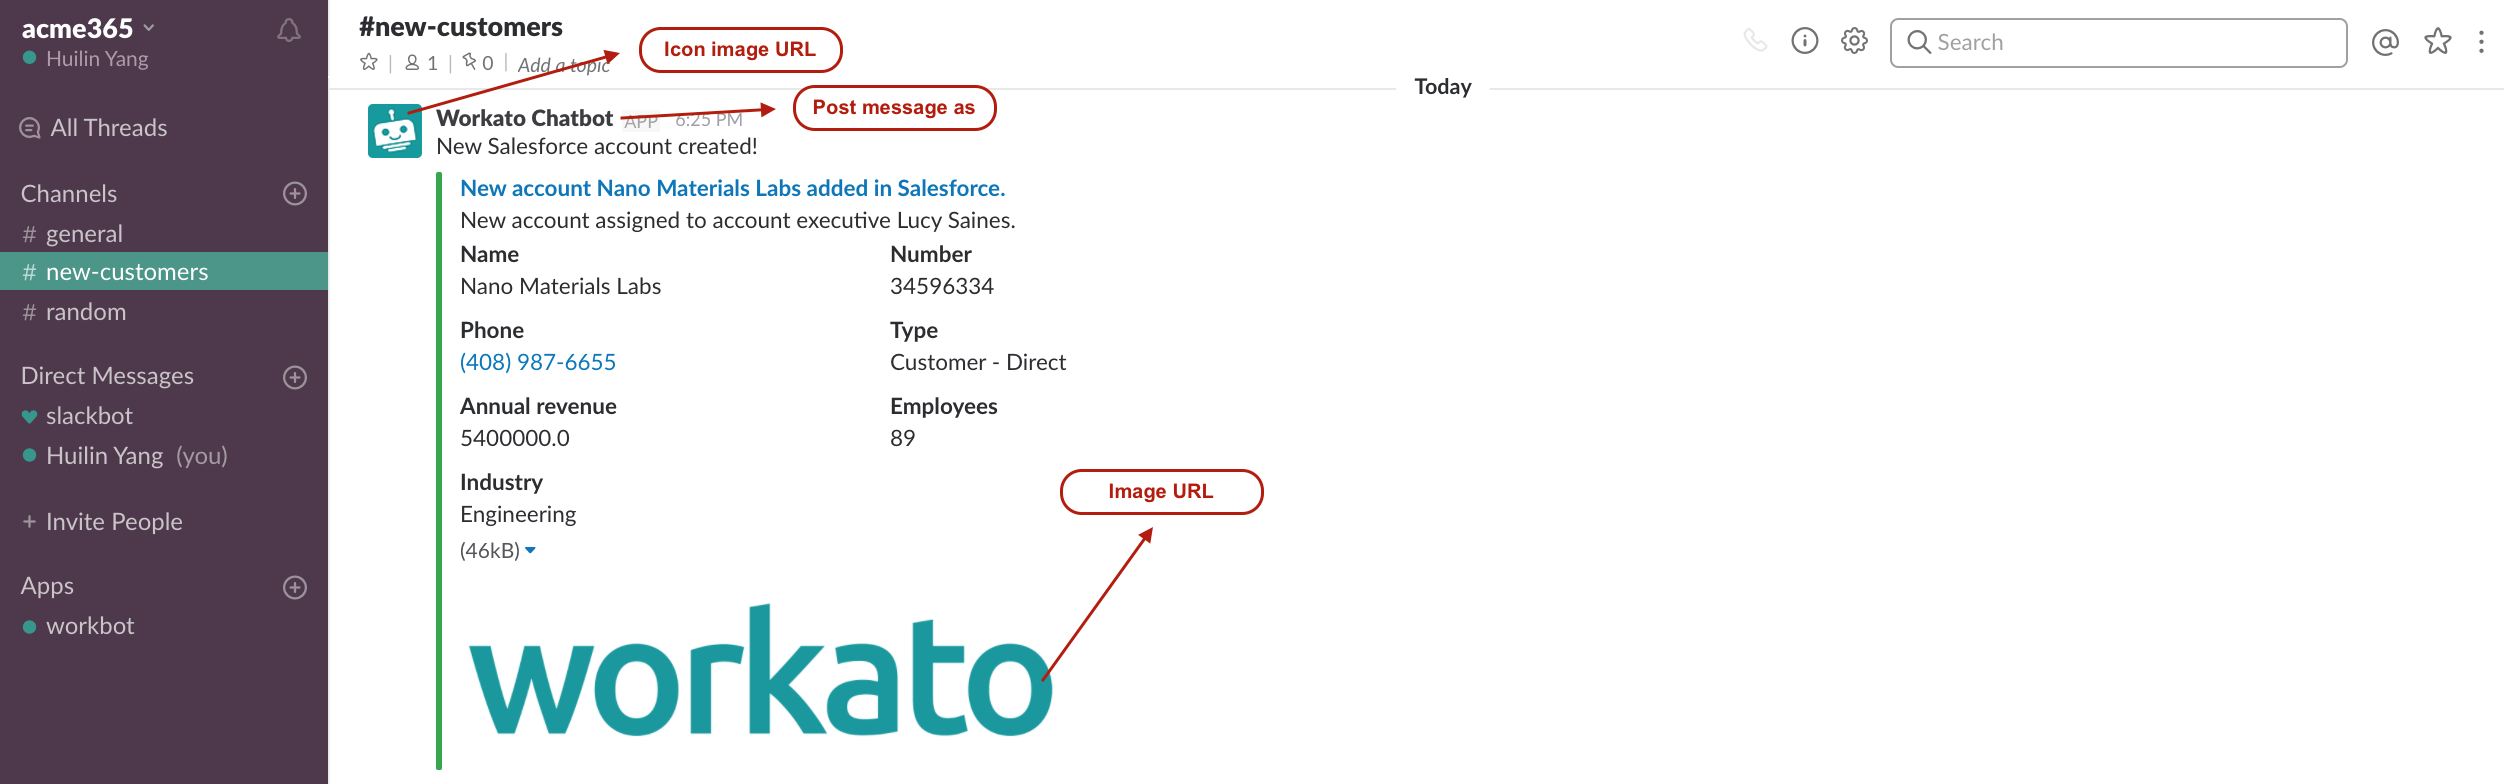 acme365
Huilin Yang
All Threads
Channels
# general
# new-customers
# random
Direct Messages
slackbot
Huilin Yang (you)
+ Invite People
Apps
workbot
#new-customers
1
0
Add a topic
Search
Icon image URL
Today
Workato Chatbot APP 6:25 PM
Post message as
New Salesforce account created!
New account Nano Materials Labs added in Salesforce.
New account assigned to account executive Lucy Saines.
Name Number
Nano Materials Labs 34596334
Phone Type
(408) 987-6655 Customer - Direct
Annual revenue Employees
5400000.0 89
Industry
Engineering
(46kB)
Image URL
workato